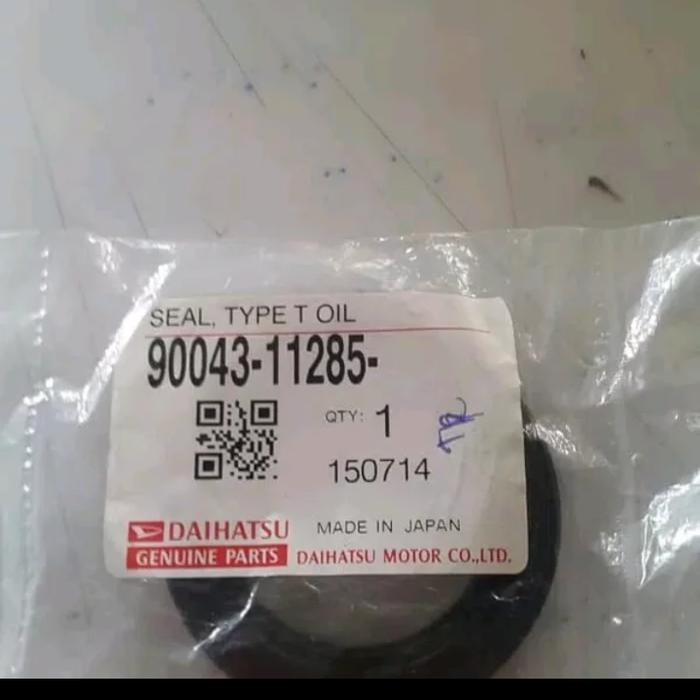 SEAL, TYPE T OIL
90043-11285-
QTY: 1
150714
DAIHATSU MADE IN JAPAN
GENUINE PARTS DAIHATSU MOTOR CO.,LTD.